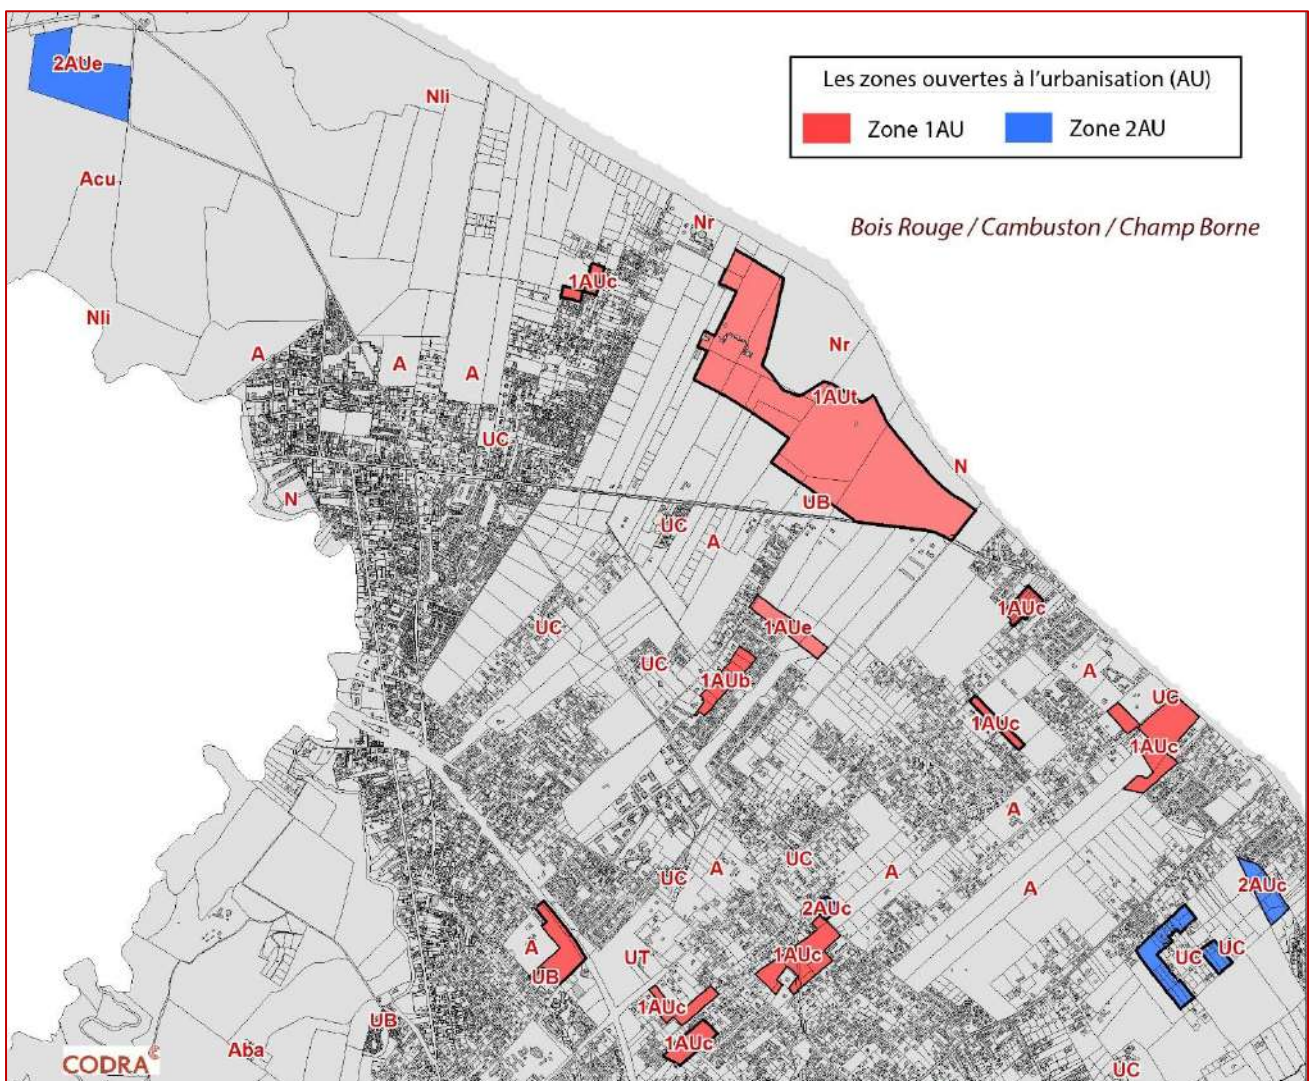 2AUe
Les zones ouvertes à l'urbanisation (AU)
Zone 1AU
Zone 2AU
Nli
Acu
Nr
Bois Rouge / Cambuston / Champ Borne
1AUc
Nli
Nr
A
A
A
1AUt
UC
N
N
UB
UC
A
1AUc
UC
1AUe
UC
1AUb
A
UC
1AUc
1AUc
A
UC
A
UC
A
A
2AUc
2AUc
A
UB
UT
1AUc
UC
UC
1AUc
UB
1AUc
Aba
CODRA
UC